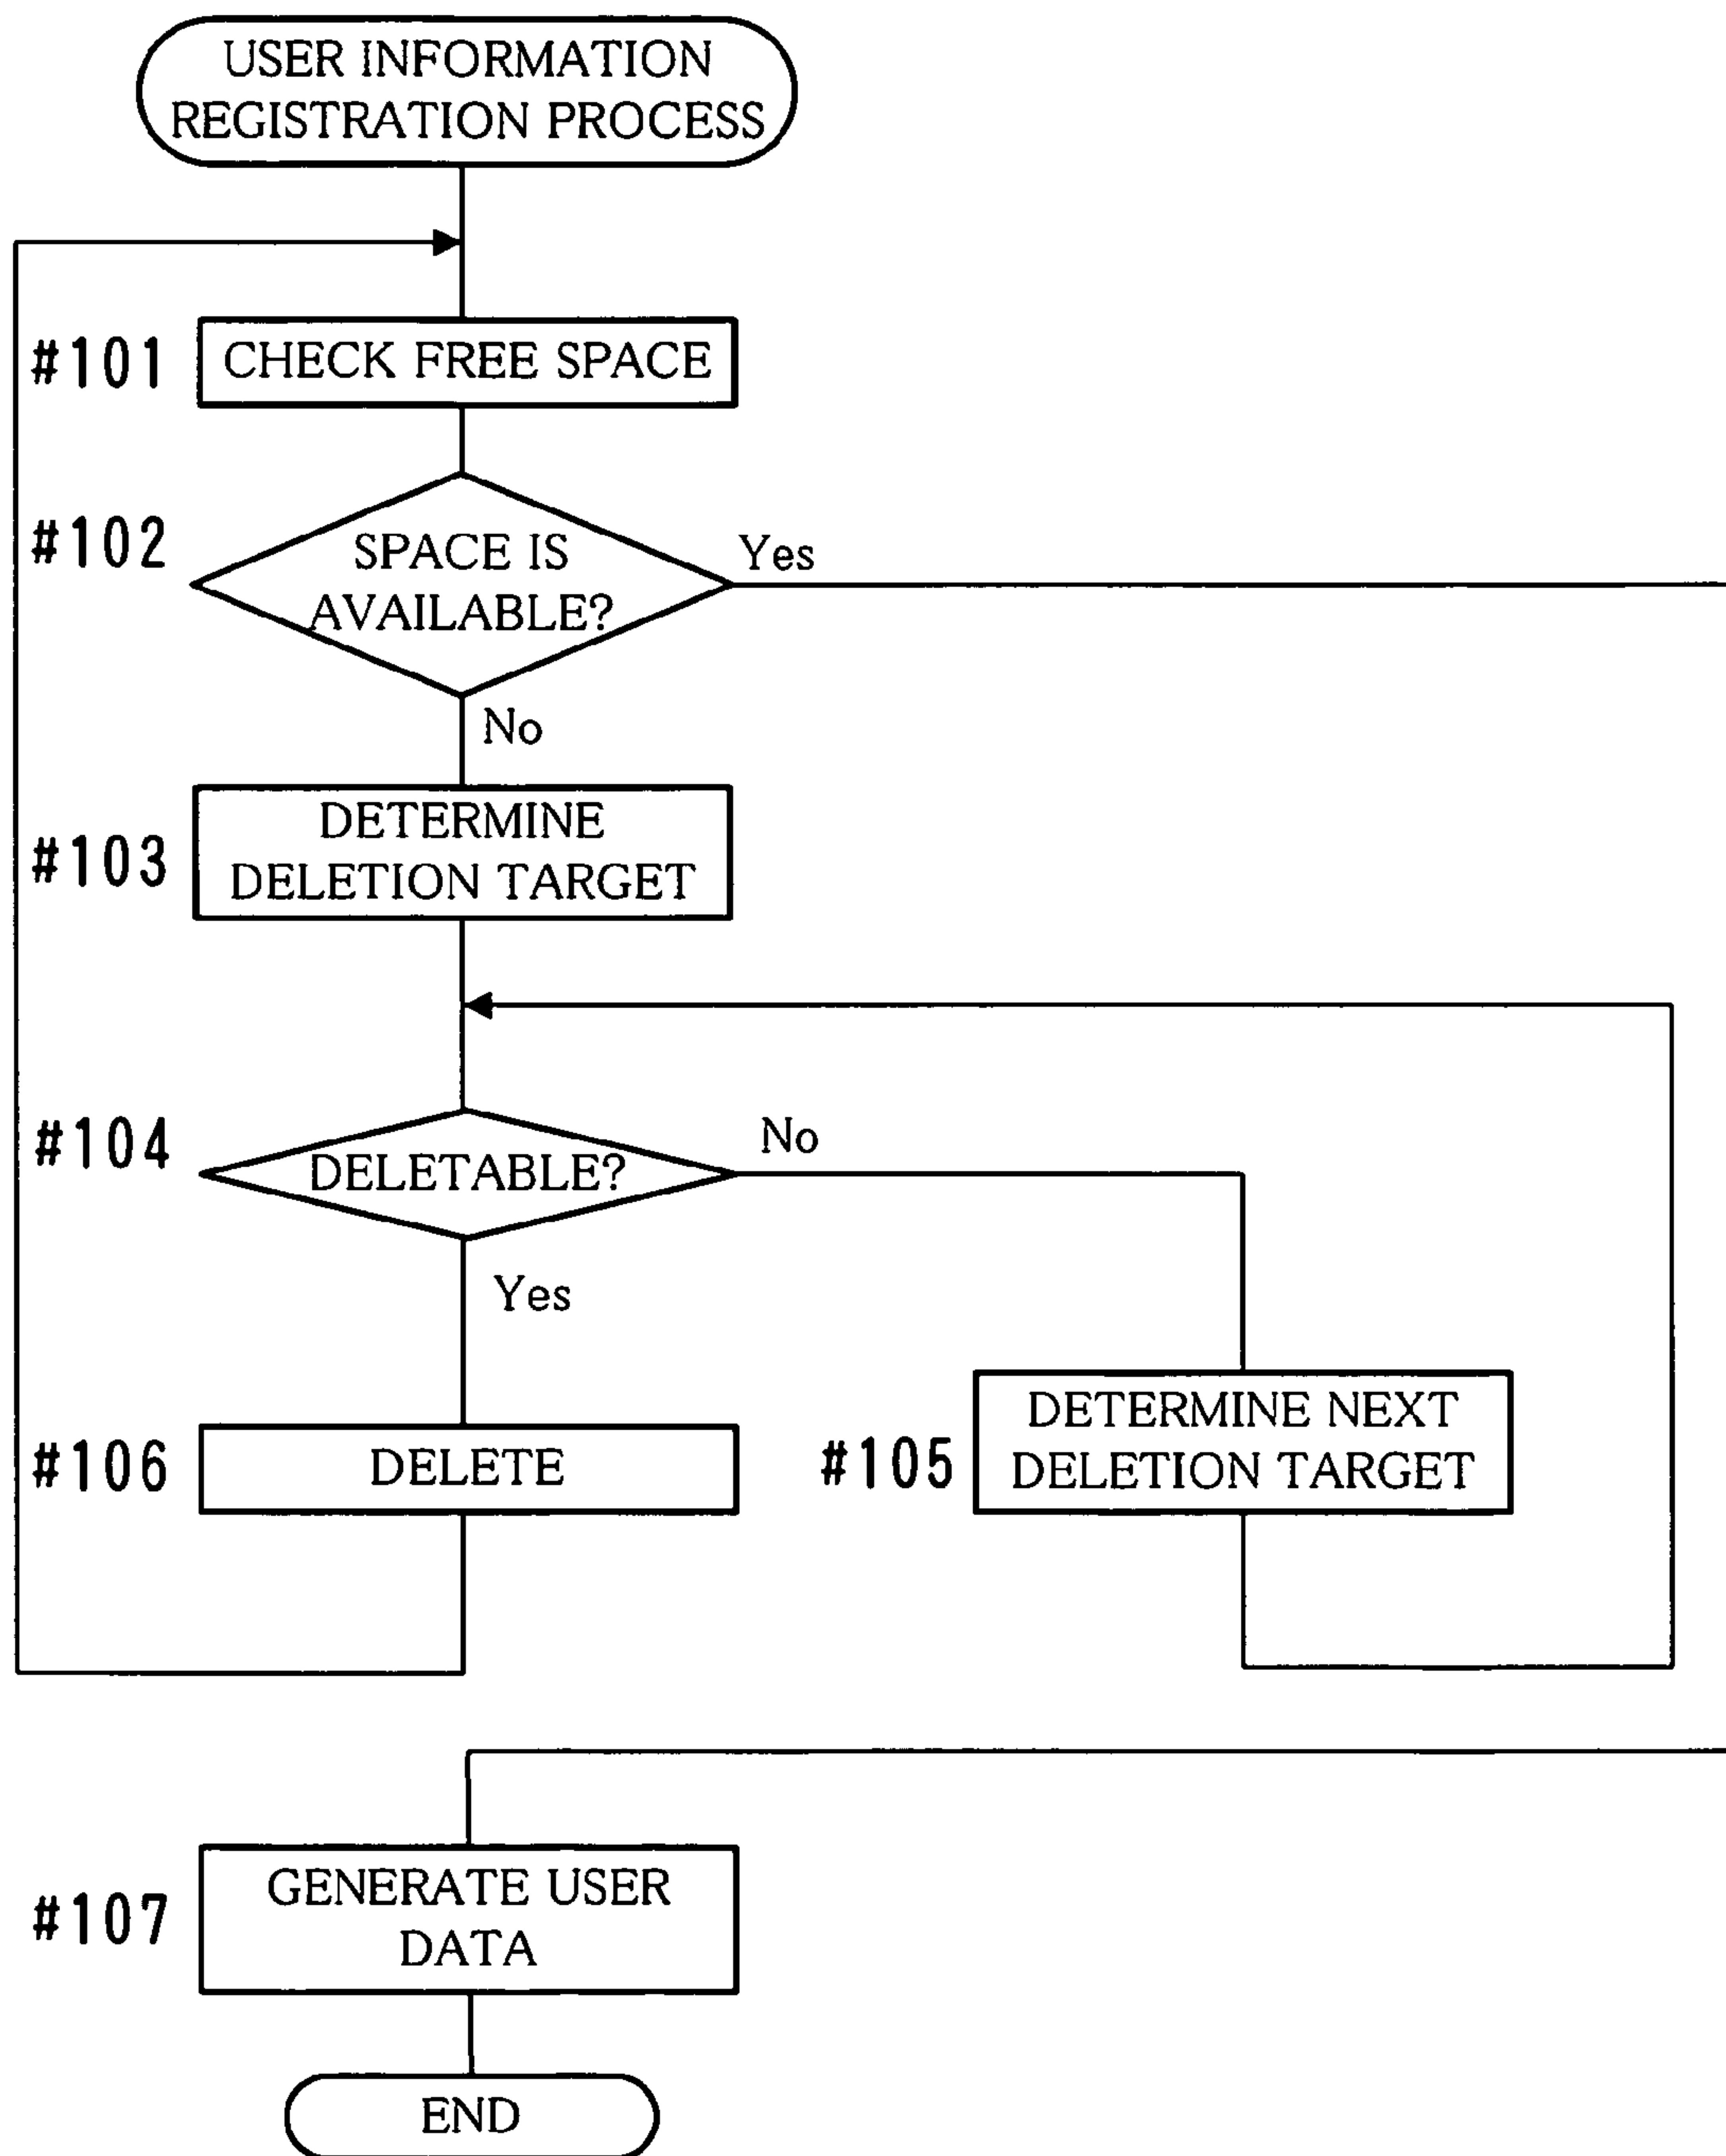 USER INFORMATION
REGISTRATION PROCESS
#101
CHECK FREE SPACE
#102
SPACE IS
AVAILABLE?
Yes
No
#103
DETERMINE
DELETION TARGET
#104
DELETABLE?
No
Yes
#106
DELETE
#105
DETERMINE NEXT
DELETION TARGET
#107
GENERATE USER
DATA
END